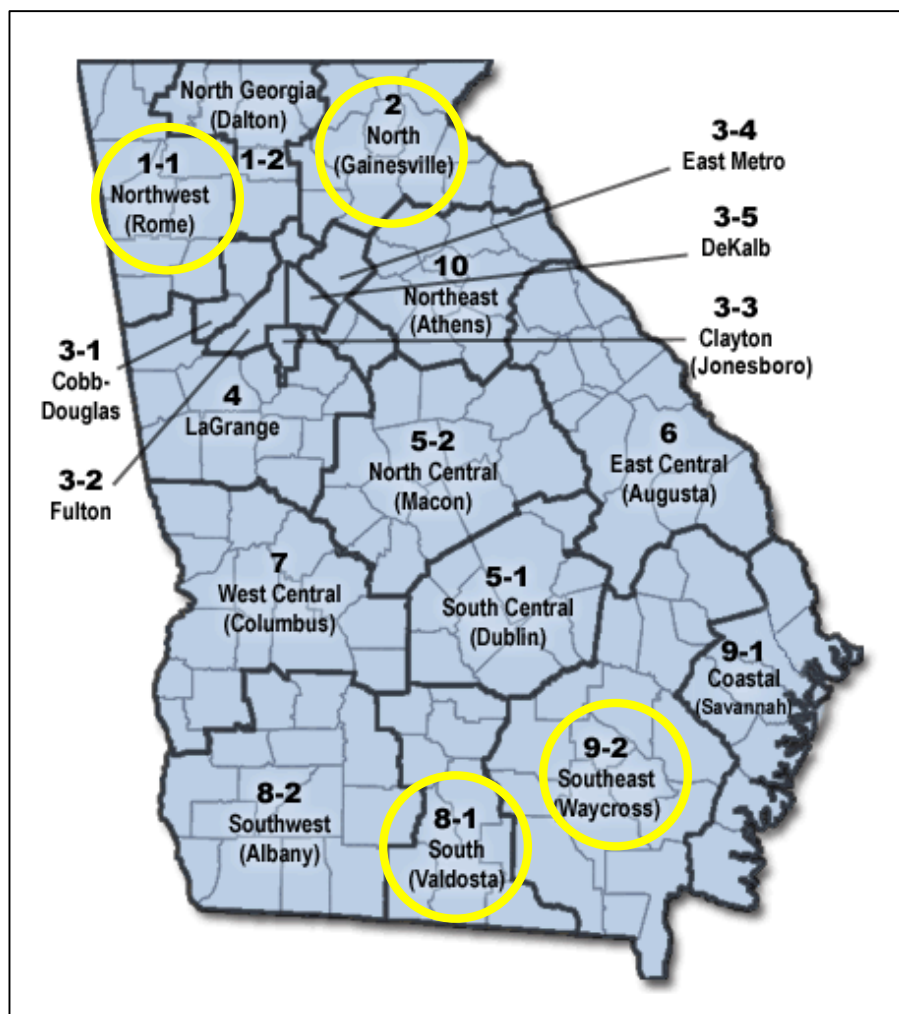 North Georgia
(Dalton)
1-2
2
North
(Gainesville)
1-1
Northwest
(Rome)
3-4
East Metro
3-5
DeKalb
10
Northeast
(Athens)
3-3
Clayton
(Jonesboro)
3-1
Cobb-
Douglas
4
LaGrange
3-2
Fulton
5-2
North Central
(Macon)
6
East Central
(Augusta)
7
West Central
(Columbus)
5-1
South Central
(Dublin)
9-1
Coastal
(Savannah)
9-2
Southeast
(Waycross)
8-2
Southwest
(Albany)
8-1
South
(Valdosta)